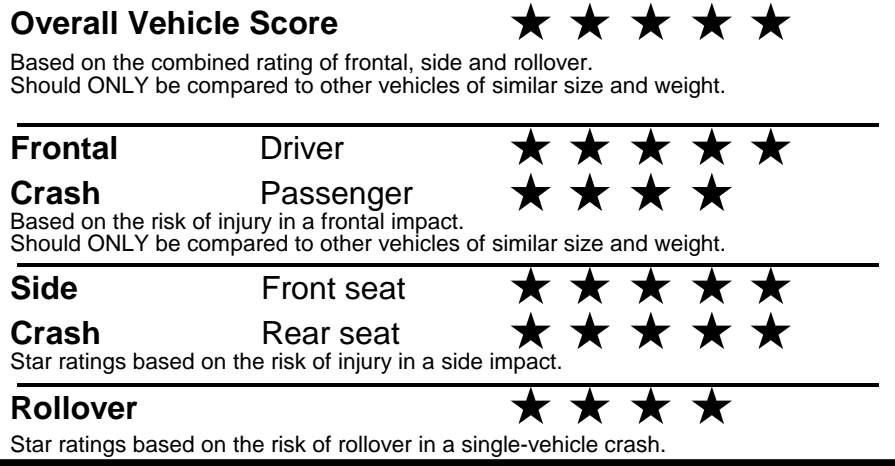 Overall Vehicle Score ★ ★ ★ ★ ★
Based on the combined rating of frontal, side and rollover.
Should ONLY be compared to other vehicles of similar size and weight.
Frontal Driver ★ ★ ★ ★ ★
Crash Passenger ★ ★ ★ ★
Based on the risk of injury in a frontal impact.
Should ONLY be compared to other vehicles of similar size and weight.
Side Front seat ★ ★ ★ ★ ★
Crash Rear seat ★ ★ ★ ★ ★
Star ratings based on the risk of injury in a side impact.
Rollover ★ ★ ★ ★
Star ratings based on the risk of rollover in a single-vehicle crash.